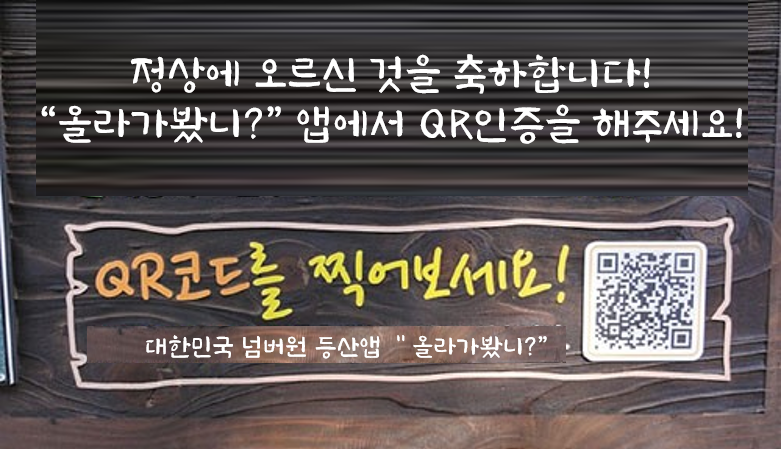 정상에 오르신 것을 축하합니다!
“올라가봤니?” 앱에서 QR인증을 해주세요!
QR코드를 찍어보세요!
대한민국 넘버원 등산앱 " 올라가봤니?”